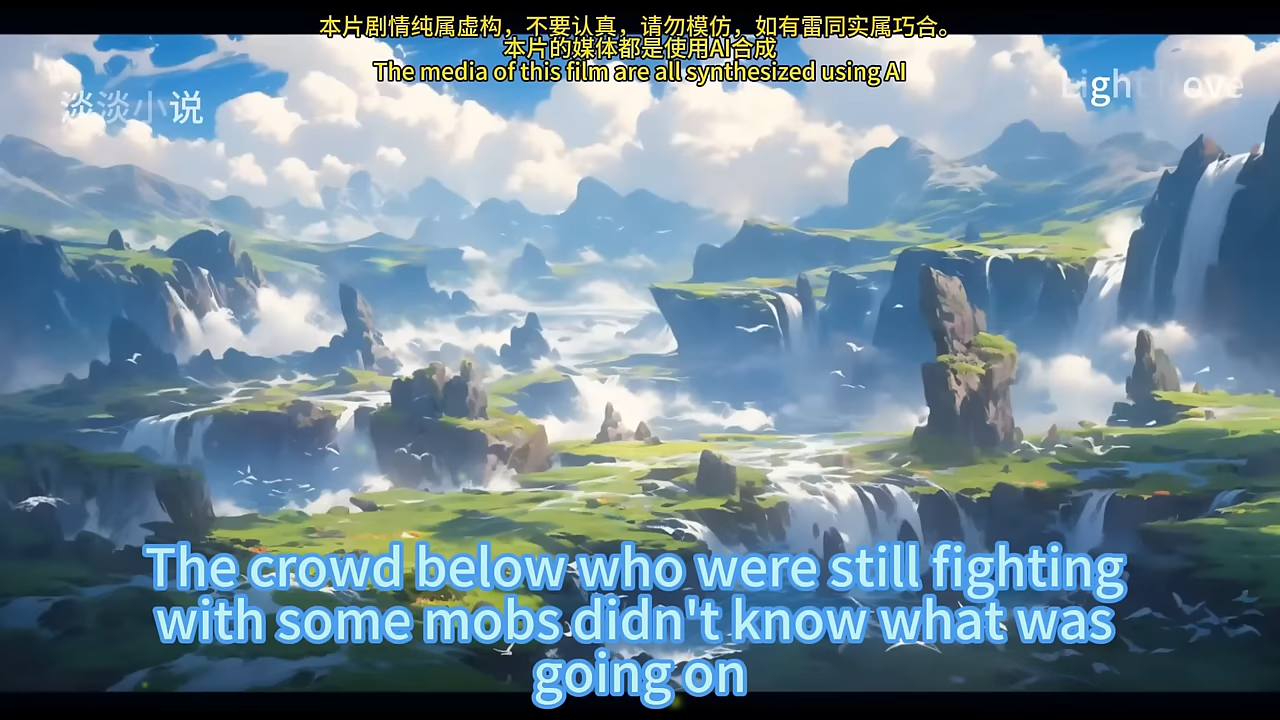 本片剧情纯属虚构，不要认真，请勿模仿，如有雷同实属巧合。
本片的媒体都是使用AI合成
The media of this film are all synthesized using AI
淡淡小说
Light love
The crowd below who were still fighting
with some mobs didn't know what was
going on